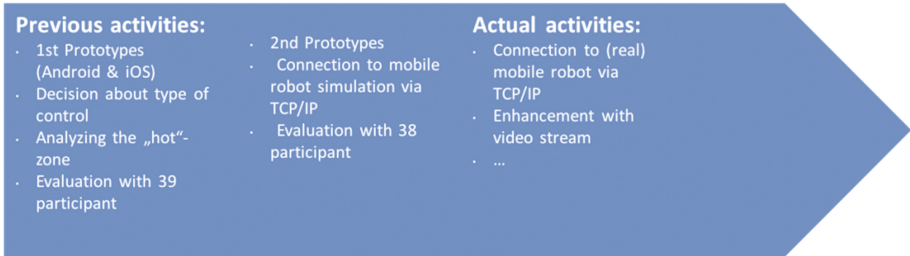 Previous activities:
· 1st Prototypes
(Android & iOS)
· Decision about type of
control
· Analyzing the „hot“-
zone
· Evaluation with 39
participant
· 2nd Prototypes
· Connection to mobile
robot simulation via
TCP/IP
· Evaluation with 38
participant
Actual activities:
· Connection to (real)
mobile robot via
TCP/IP
· Enhancement with
video stream
· ...